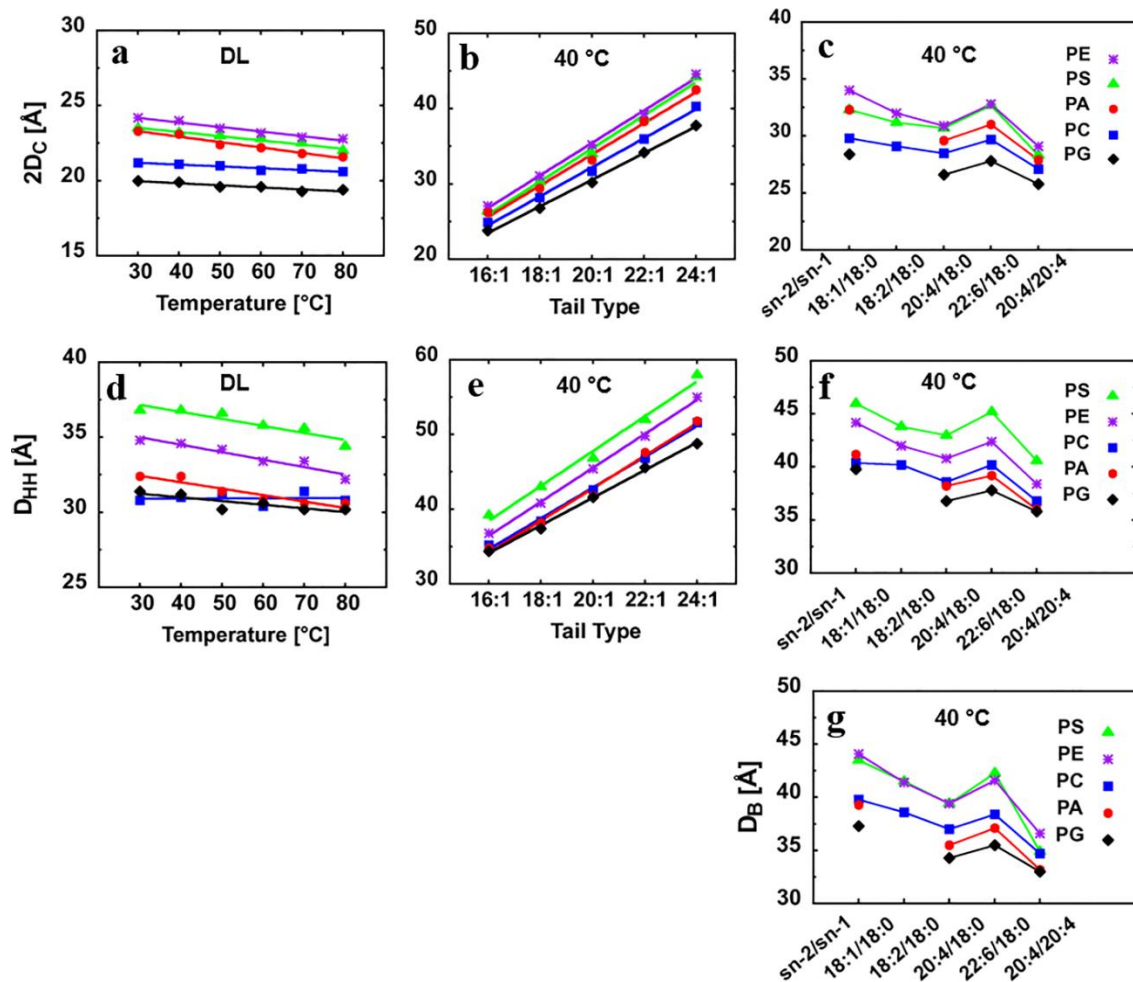 a
DL
2D_C [Å]
30
25
20
15
30 40 50 60 70 80
Temperature [°C]
b
40 °C
50
40
30
20
16:1 18:1 20:1 22:1 24:1
Tail Type
c
40 °C
40
35
30
25
20
PE
PS
PA
PC
PG
sn-2/sn-1
18:1/18:0
18:2/18:0
20:4/18:0
22:6/18:0
20:4/20:4
d
DL
D_HH [Å]
40
35
30
25
30 40 50 60 70 80
Temperature [°C]
e
40 °C
60
50
40
30
16:1 18:1 20:1 22:1 24:1
Tail Type
f
40 °C
50
45
40
35
30
PS
PE
PC
PA
PG
sn-2/sn-1
18:1/18:0
18:2/18:0
20:4/18:0
22:6/18:0
20:4/20:4
g
40 °C
D_B [Å]
50
45
40
35
30
PS
PE
PC
PA
PG
sn-2/sn-1
18:1/18:0
18:2/18:0
20:4/18:0
22:6/18:0
20:4/20:4